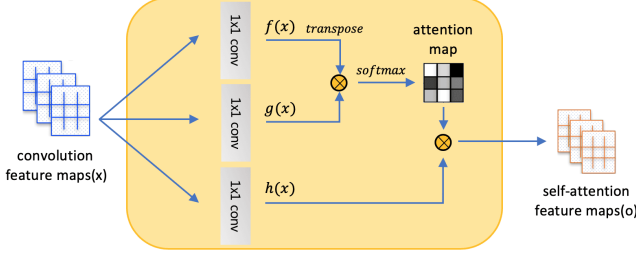 1x1 conv
f(x) transpose
attention
map
softmax
1x1 conv
g(x)
convolution
feature maps(x)
1x1 conv
h(x)
self-attention
feature maps(o)